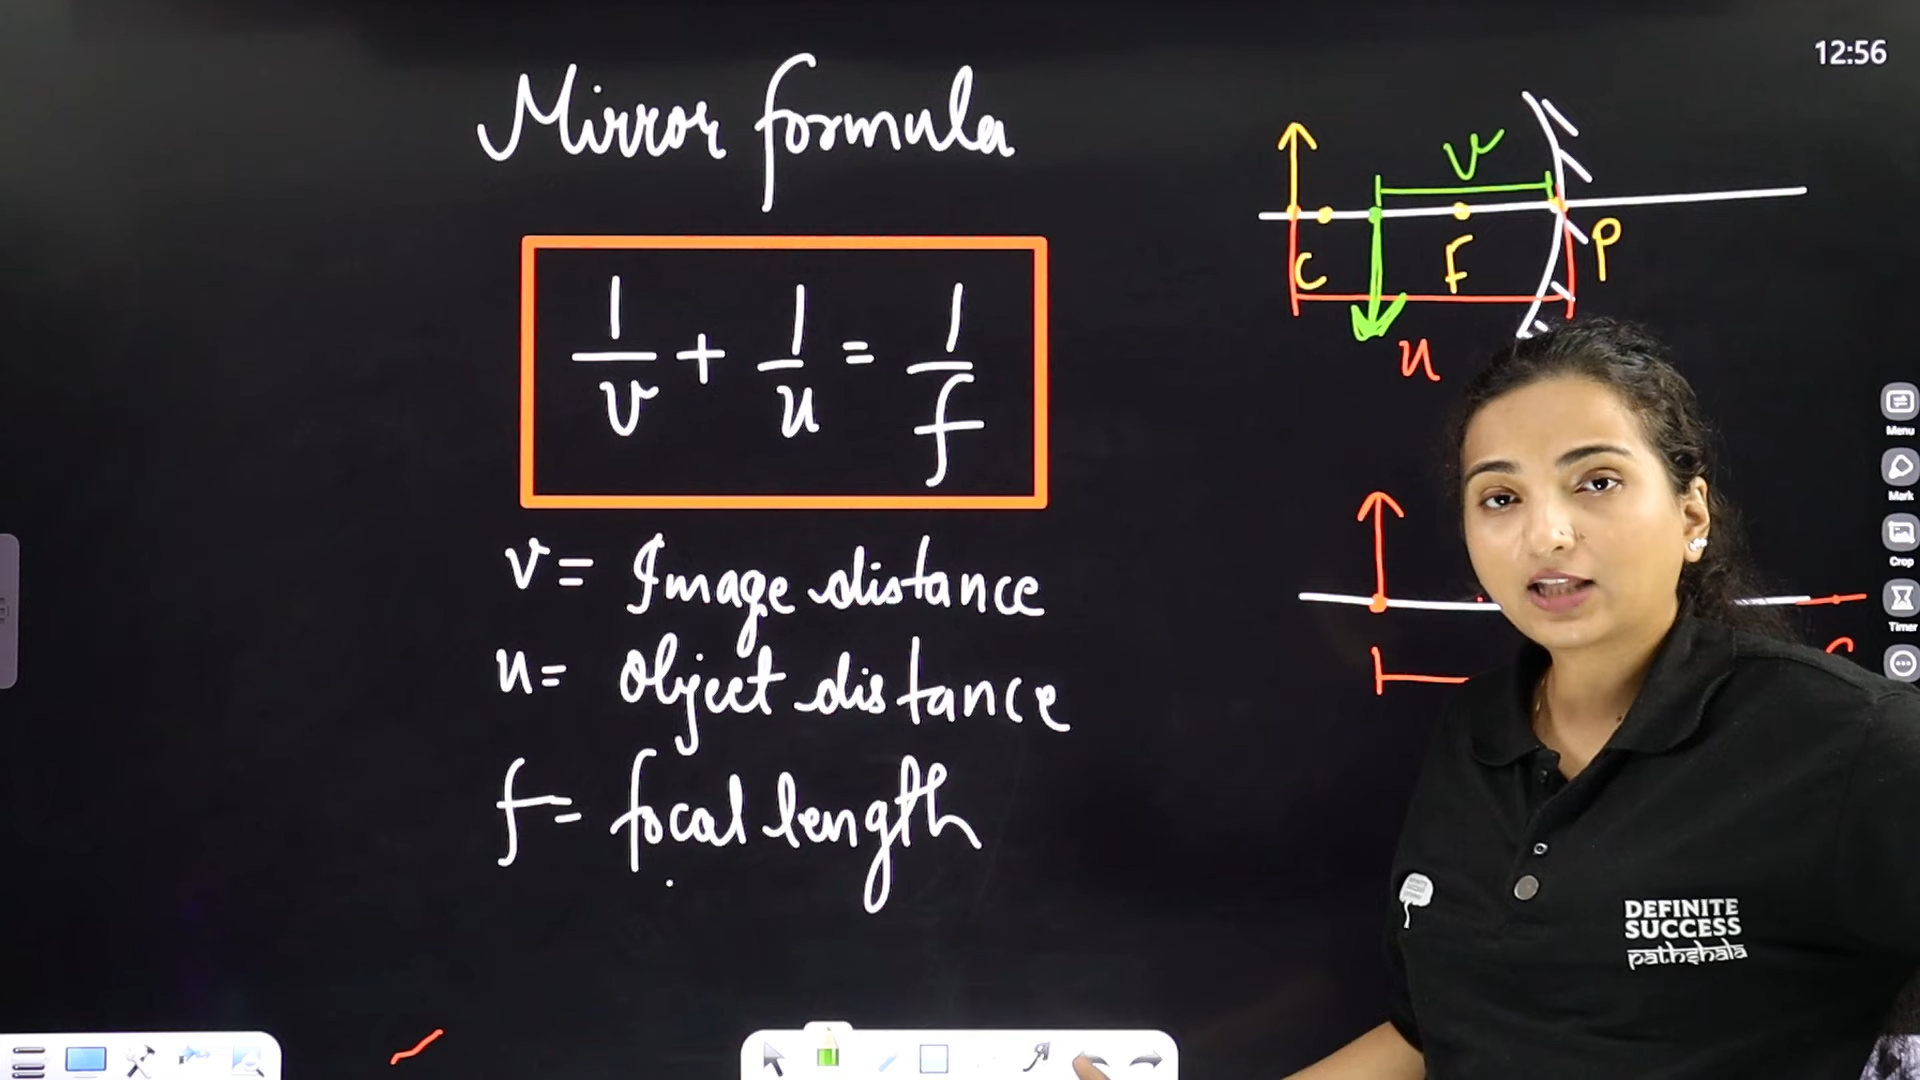 12:56
Mirror formula
1/v + 1/u = 1/f
v = Image distance
u = Object distance
f = focal length
v
C
F
P
u
C
Menu
Mark
Crop
Timer
DEFINITE
SUCCESS
pathshala